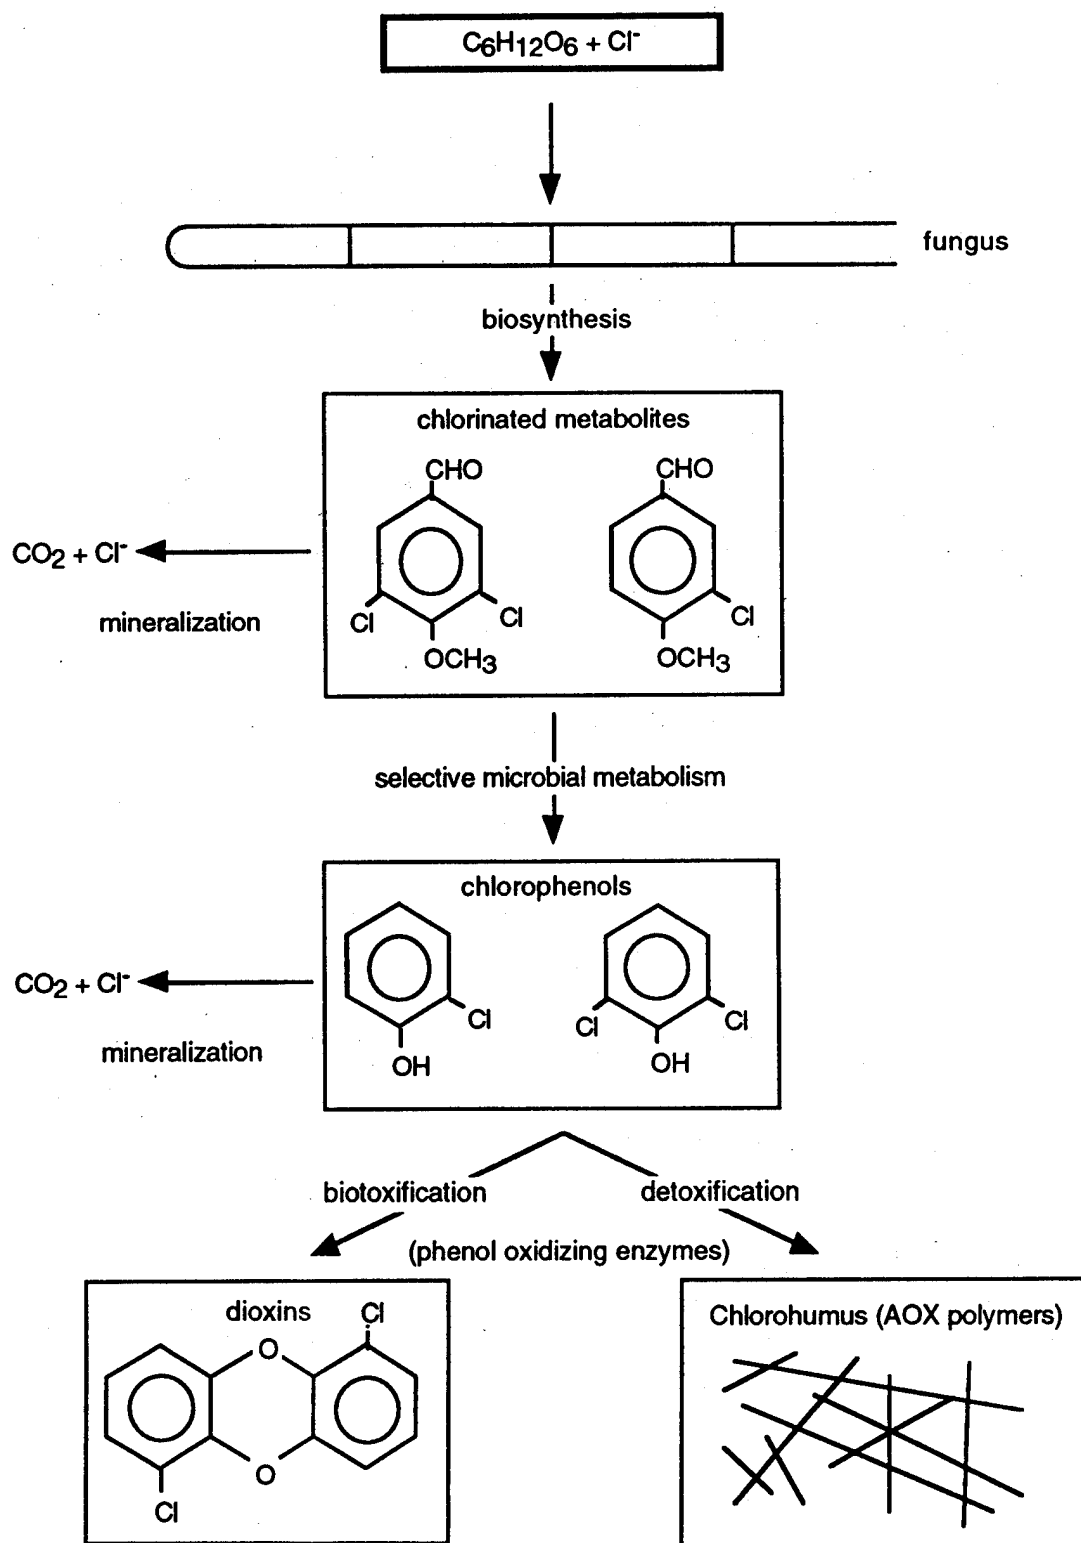 C6H12O6 + Cl-
fungus
biosynthesis
chlorinated metabolites
CHO
CHO
CO2 + Cl-
mineralization
Cl
Cl
OCH3
Cl
OCH3
selective microbial metabolism
chlorophenols
CO2 + Cl-
mineralization
Cl
OH
Cl
Cl
OH
biotoxification
detoxification
(phenol oxidizing enzymes)
dioxins
Cl
O
O
Cl
Chlorohumus (AOX polymers)